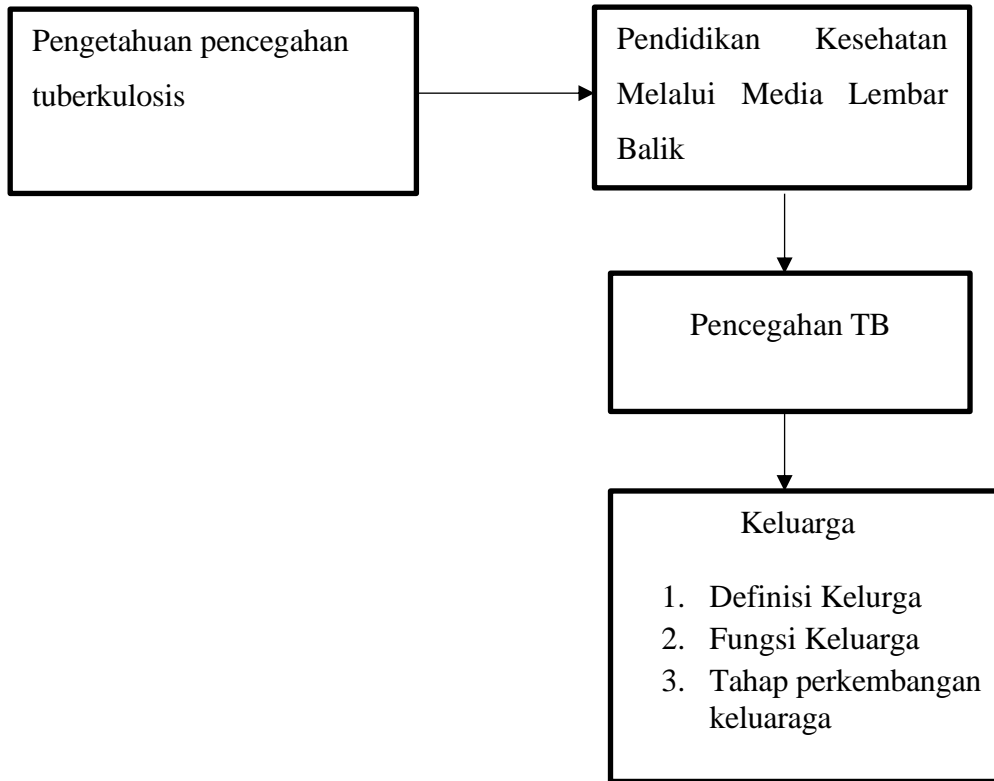 Pengetahuan pencegahan
tuberkulosis
Pendidikan Kesehatan
Melalui Media Lembar
Balik
Pencegahan TB
Keluarga
1. Definisi Kelurga
2. Fungsi Keluarga
3. Tahap perkembangan
keluaraga